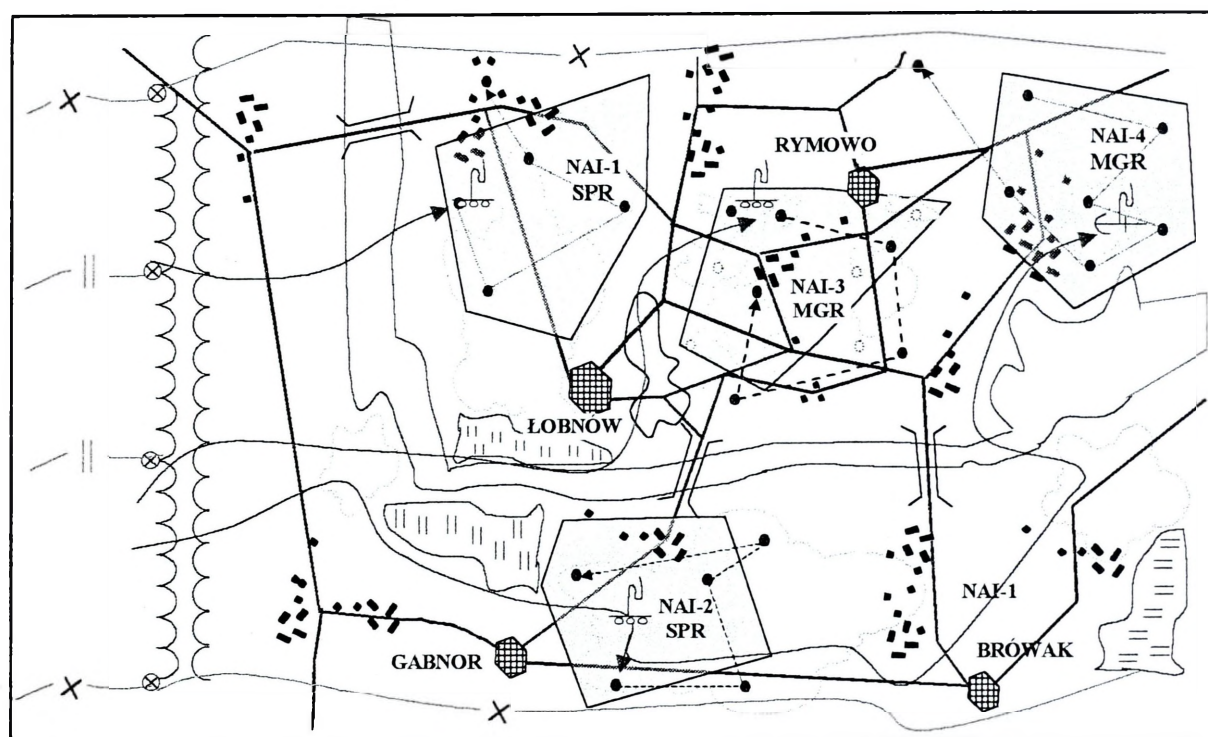 NAI-1
SPR
RYMOWO
NAI-4
MGR
NAI-3
MGR
ŁOBNÓW
NAI-2
SPR
NAI-1
GABNOR
BRÓWAK